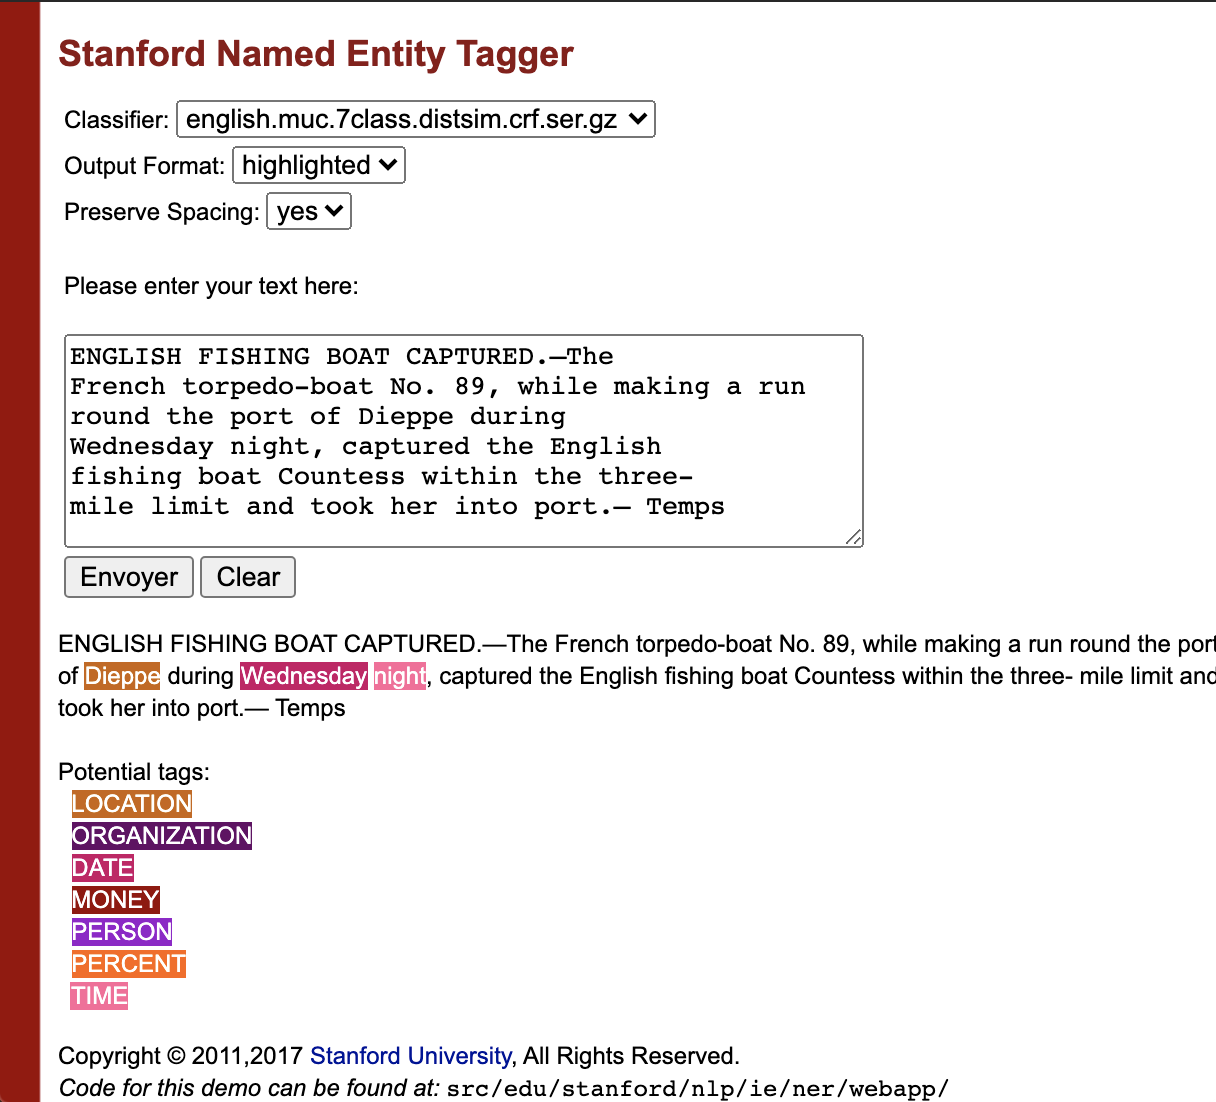 Stanford Named Entity Tagger
Classifier: english.muc.7class.distsim.crf.ser.gz
Output Format: highlighted
Preserve Spacing: yes
Please enter your text here:
ENGLISH FISHING BOAT CAPTURED.—The
French torpedo-boat No. 89, while making a run
round the port of Dieppe during
Wednesday night, captured the English
fishing boat Countess within the three-
mile limit and took her into port.— Temps
Envoyer Clear
ENGLISH FISHING BOAT CAPTURED.—The French torpedo-boat No. 89, while making a run round the port
of Dieppe during Wednesday night, captured the English fishing boat Countess within the three- mile limit and
took her into port.— Temps
Potential tags:
LOCATION
ORGANIZATION
DATE
MONEY
PERSON
PERCENT
TIME
Copyright © 2011,2017 Stanford University, All Rights Reserved.
Code for this demo can be found at: src/edu/stanford/nlp/ie/ner/webapp/